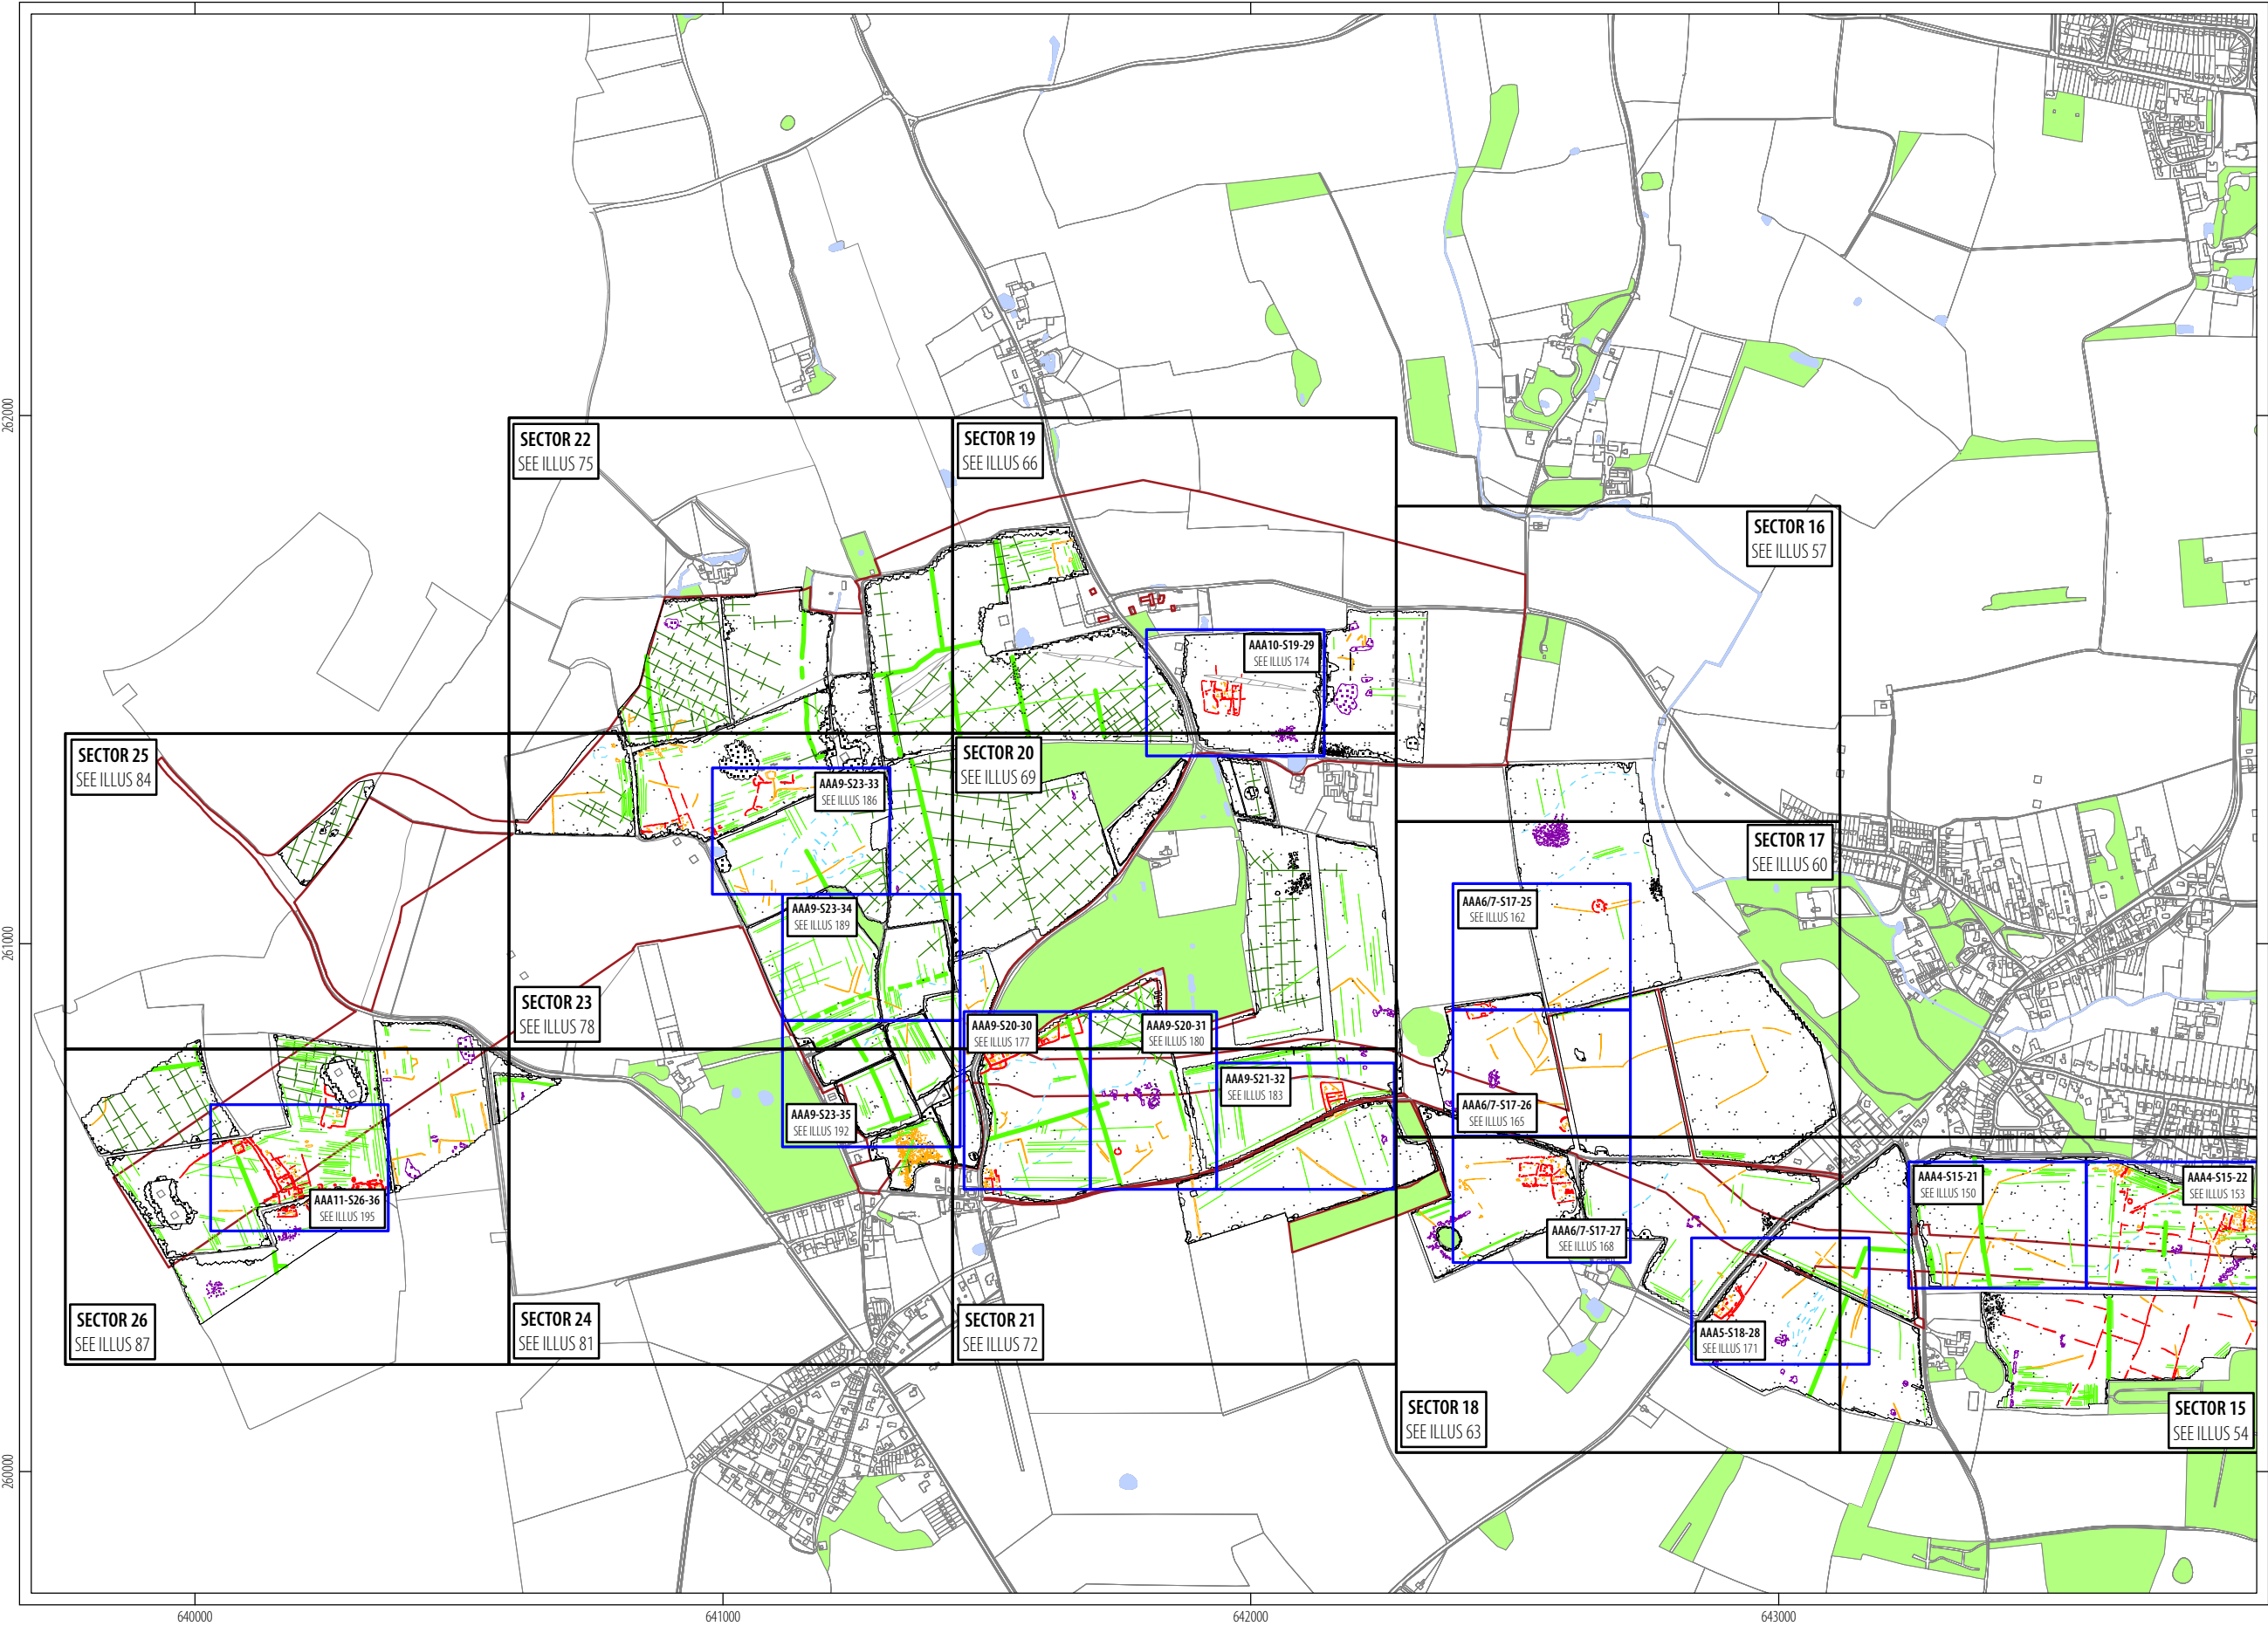 SECTOR 22
SEE ILLUS 75
SECTOR 19
SEE ILLUS 66
SECTOR 16
SEE ILLUS 57
AAA10-S19-29
SEE ILLUS 174
SECTOR 25
SEE ILLUS 84
SECTOR 20
SEE ILLUS 69
AAA9-S23-33
SEE ILLUS 186
SECTOR 17
SEE ILLUS 60
AAA9-S23-34
SEE ILLUS 189
AAA6/7-S17-25
SEE ILLUS 162
SECTOR 23
SEE ILLUS 78
AAA9-S20-30
SEE ILLUS 177
AAA9-S20-31
SEE ILLUS 180
AAA9-S21-32
SEE ILLUS 183
AAA9-S23-35
SEE ILLUS 192
AAA6/7-S17-26
SEE ILLUS 165
AAA11-S26-36
SEE ILLUS 195
AAA4-S15-21
SEE ILLUS 150
AAA4-S15-22
SEE ILLUS 153
AAA6/7-S17-27
SEE ILLUS 168
SECTOR 26
SEE ILLUS 87
SECTOR 24
SEE ILLUS 81
SECTOR 21
SEE ILLUS 72
AAA5-S18-28
SEE ILLUS 171
SECTOR 18
SEE ILLUS 63
SECTOR 15
SEE ILLUS 54
262000
261000
260000
640000
641000
642000
643000